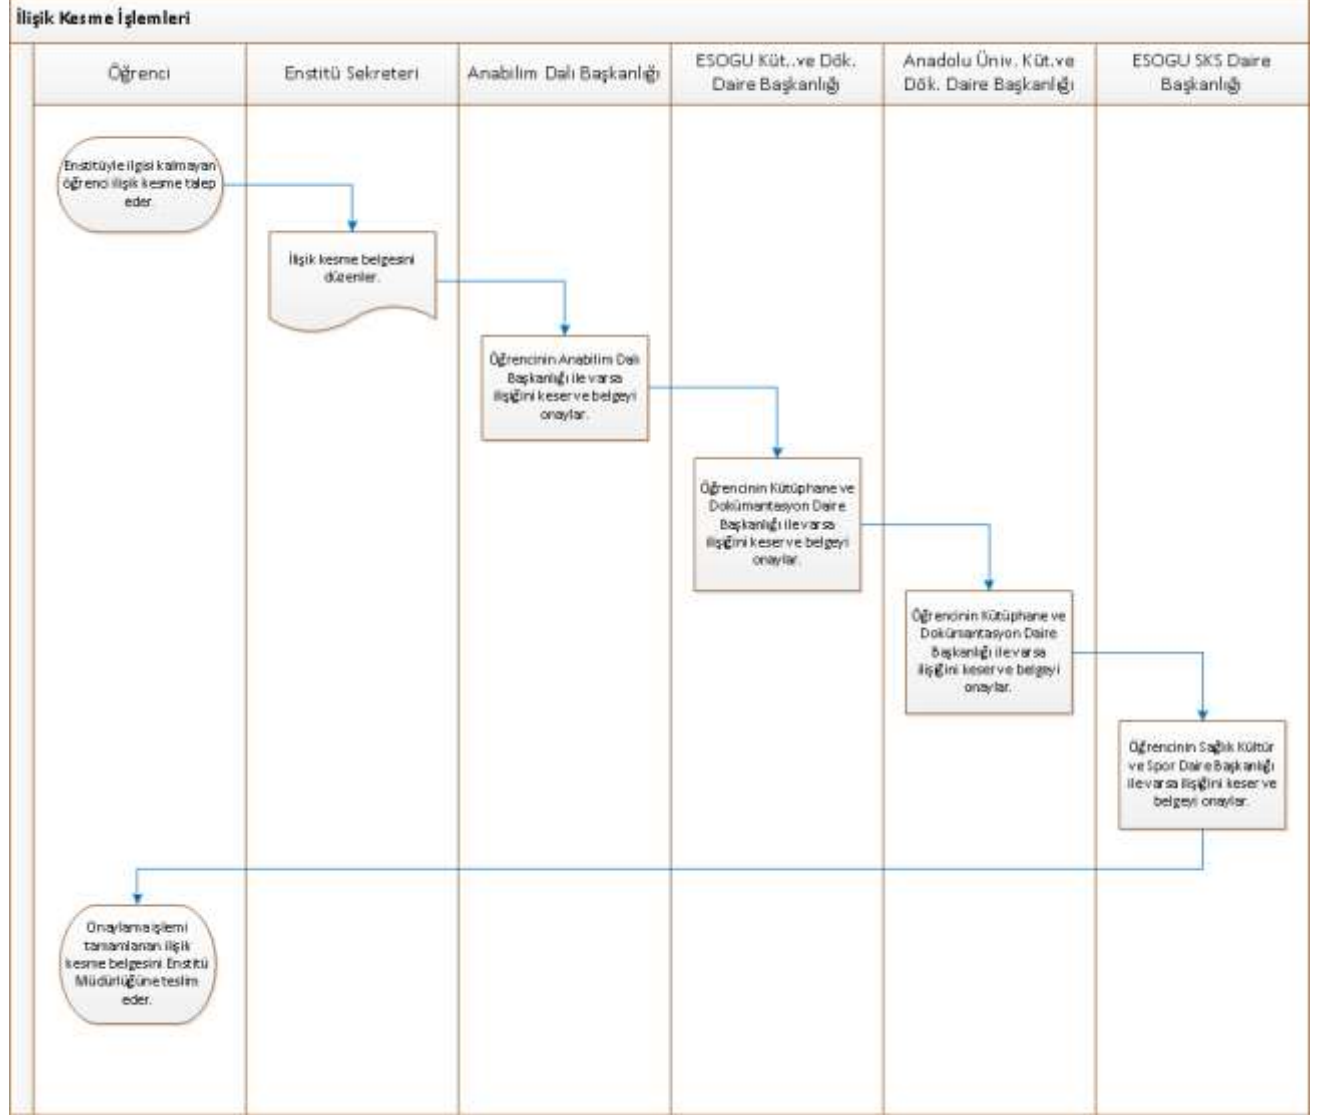 İlişik Kesme İşlemleri
Öğrenci
Enstitü Sekreteri
Anabilim Dalı Başkanlığı
ESOGU Küt..ve Dök.
Daire Başkanlığı
Anadolu Üniv. Küt.ve
Dök. Daire Başkanlığı
ESOGU SKS Daire
Başkanlığı
Enstitüyle ilgisi kalmayan
öğrenci ilişik kesme talep
eder.
İlişik kesme belgesini
düzenler.
Öğrencinin Anabilim Dalı
Başkanlığı ile varsa
ilişiğini keser ve belgeyi
onaylar.
Öğrencinin Kütüphane ve
Dokümantasyon Daire
Başkanlığı ile varsa
ilişiğini keser ve belgeyi
onaylar.
Öğrencinin Kütüphane ve
Dokümantasyon Daire
Başkanlığı ile varsa
ilişiğini keser ve belgeyi
onaylar.
Öğrencinin Sağlık Kültür
ve Spor Daire Başkanlığı
ile varsa ilişiğini keser ve
belgeyi onaylar.
Onaylama işlemi
tamamlanan ilişik
kesme belgesini Enstitü
Müdürlüğüne teslim
eder.